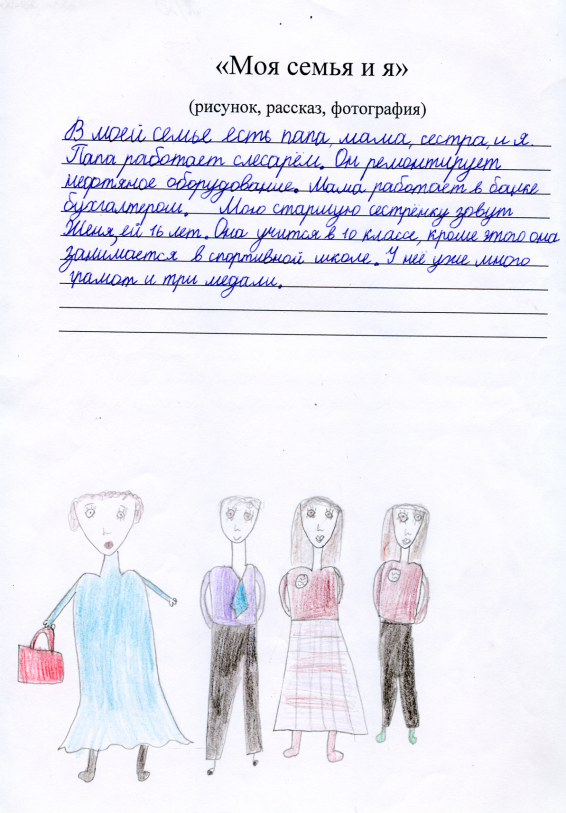 «Моя семья и я»
(рисунок, рассказ, фотография)
В моей семье есть папа, мама, сестра, и я.
Папа работает слесарём. Он ремонтирует
нефтяное оборудование. Мама работает в банке
бухгалтером. Мою старшую сестрёнку зовут
Женя, ей 16 лет. Она учится в 10 классе, кроме этого она
занимается в спортивной школе. У неё уже много
грамот и три медали.